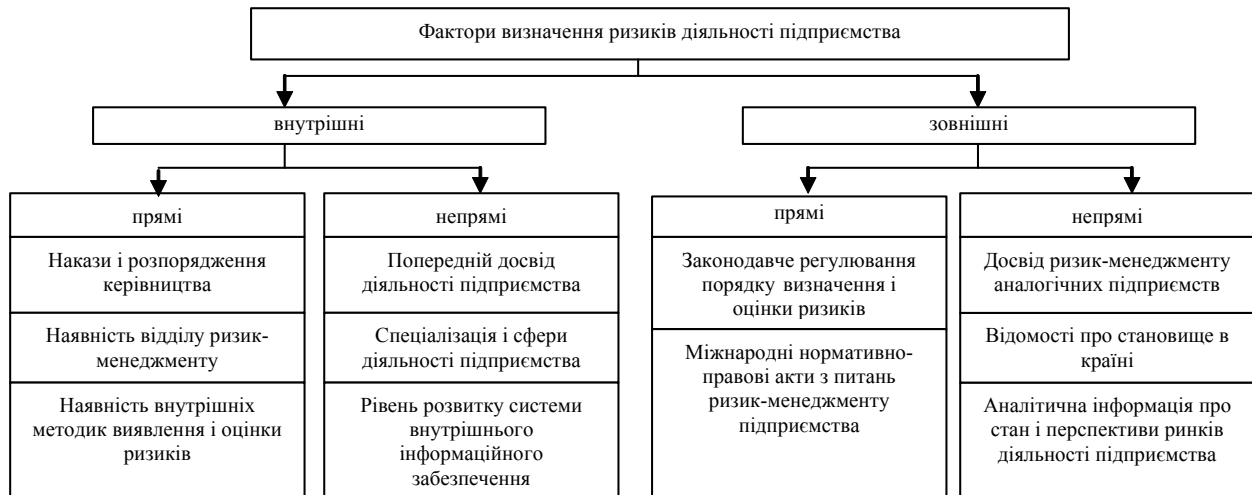 Фактори визначення ризиків діяльності підприємства
внутрішні
зовнішні
прямі
Накази і розпорядження
керівництва
Наявність відділу ризик-
менеджменту
Наявність внутрішніх
методик виявлення і оцінки
ризиків
непрямі
Попередній досвід
діяльності підприємства
Спеціалізація і сфери
діяльності підприємства
Рівень розвитку системи
внутрішнього
інформаційного
забезпечення
прямі
Законодавче регулювання
порядку визначення і
оцінки ризиків
Міжнародні нормативно-
правові акти з питань
ризик-менеджменту
підприємства
непрямі
Досвід ризик-менеджменту
аналогічних підприємств
Відомості про становище в
країні
Аналітична інформація про
стан і перспективи ринків
діяльності підприємства